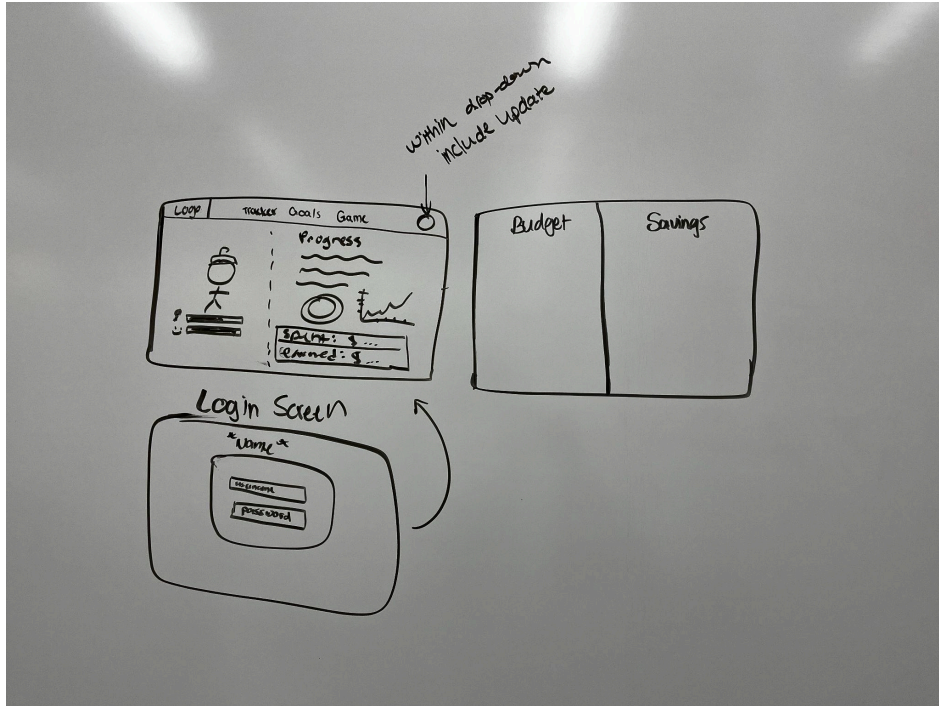 within drop-down
include update
Logo
Tracker Goals Game
Progress
Spent: $ ...
Earned: $ ...
Budget
Savings
Login Screen
*Name*
username
password